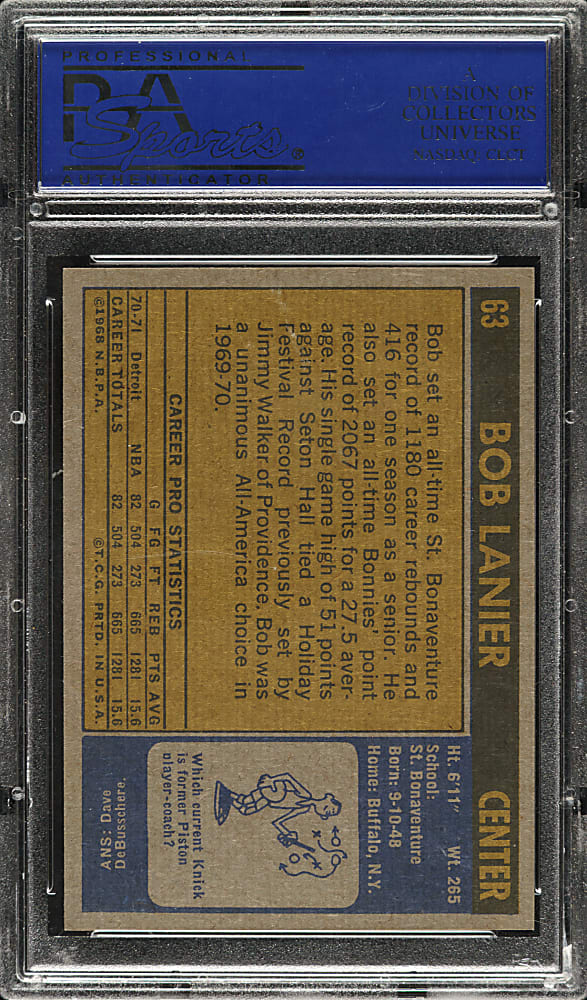 PROFESSIONAL
PSA
Sports®
AUTHENTICATOR
A
DIVISION OF
COLLECTORS
UNIVERSE
NASDAQ: CLCT
63 BOB LANIER CENTER
Bob set an all-time St. Bonaventure
record of 1180 career rebounds and
416 for one season as a senior. He
also set an all-time Bonnies' point
record of 2067 points for a 27.5 aver-
age. His single game high of 51 points
against Seton Hall tied a Holiday
Festival Record previously set by
Jimmy Walker of Providence. Bob was
a unanimous All-America choice in
1969-70.
CAREER PRO STATISTICS
G FG FT REB PTS AVG
70-71 Detroit NBA 82 504 273 665 1281 15.6
CAREER TOTALS 82 504 273 665 1281 15.6
©1968 N.B.P.A. ©T.C.G. PRTD. IN U.S.A.
Ht. 6'11" Wt. 265
School:
St. Bonaventure
Born: 9-10-48
Home: Buffalo, N.Y.
Which current Knick
is former Piston
player-coach?
ANS: Dave
DeBusschere.